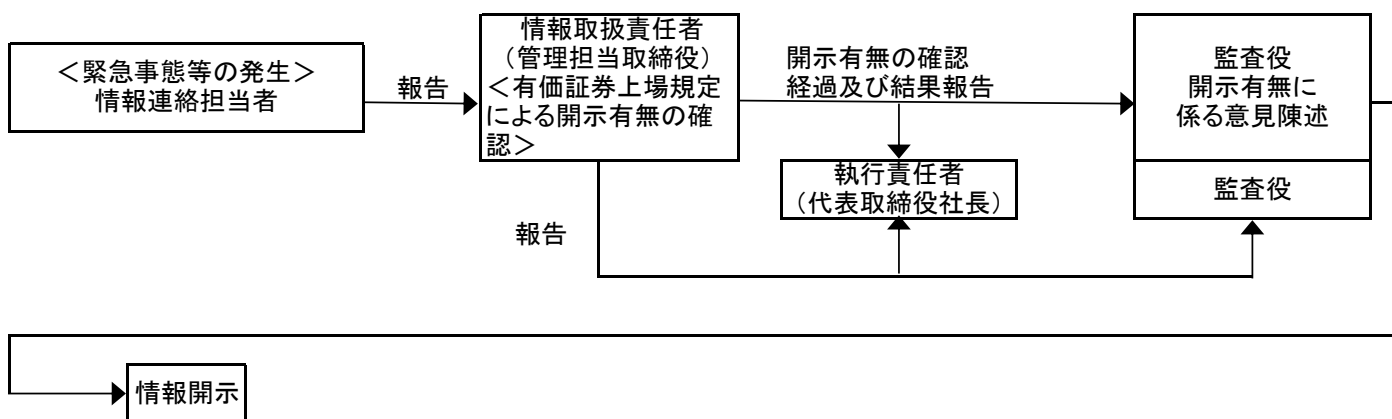 ＜緊急事態等の発生＞
情報連絡担当者
報告
情報取扱責任者
（管理担当取締役）
＜有価証券上場規定
による開示有無の確
認＞
開示有無の確認
経過及び結果報告
執行責任者
（代表取締役社長）
監査役
開示有無に
係る意見陳述
監査役
報告
情報開示